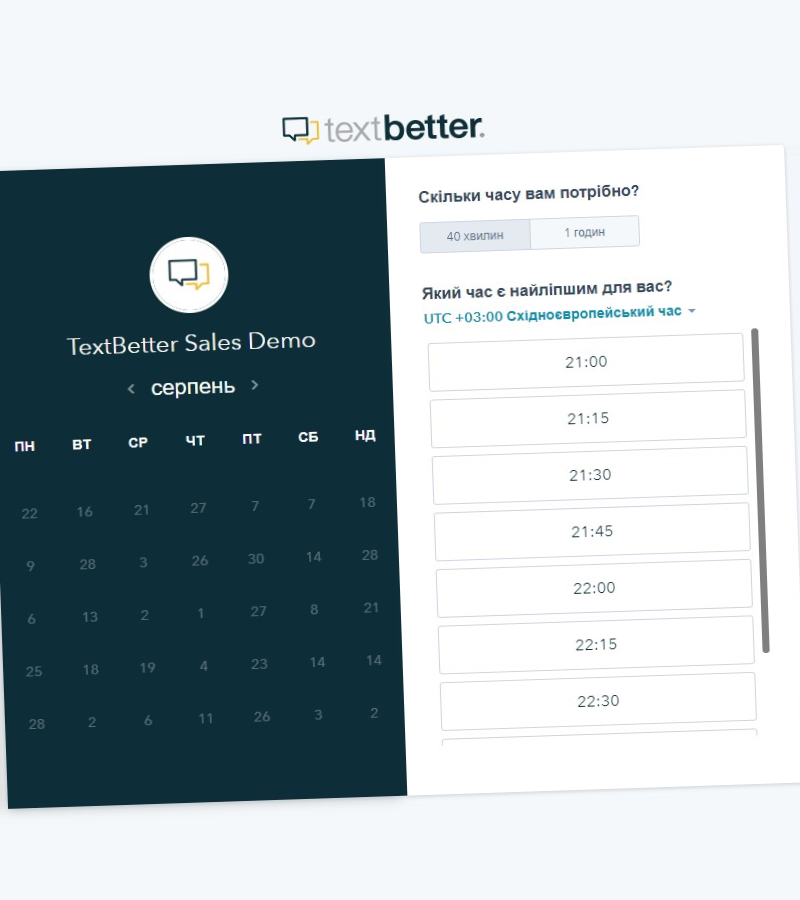 textbetter.
TextBetter Sales Demo
серпень
ПН ВТ СР ЧТ ПТ СБ НД
22 16 21 27 7 7 18
9 28 3 26 30 14 28
6 13 2 1 27 8 21
25 18 19 4 23 14 14
28 2 6 11 26 3 2
Скільки часу вам потрібно?
40 хвилин 1 годин
Який час є найліпшим для вас?
UTC +03:00 Східноєвропейський час
21:00
21:15
21:30
21:45
22:00
22:15
22:30